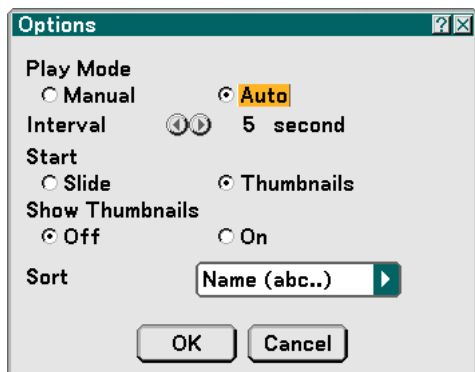 Options
Play Mode
Manual Auto
Interval 5 second
Start
Slide Thumbnails
Show Thumbnails
Off On
Sort Name (abc..)
OK Cancel